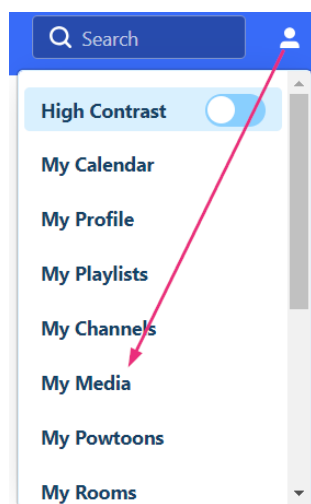 Search
High Contrast
My Calendar
My Profile
My Playlists
My Channels
My Media
My Powtoons
My Rooms